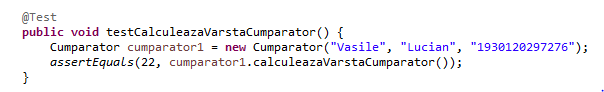 @Test
public void testCalculeazaVarstaCumparator() {
    Cumparator cumparator1 = new Cumparator("Vasile", "Lucian", "1930120297276");
    assertEquals(22, cumparator1.calculeazaVarstaCumparator());
}